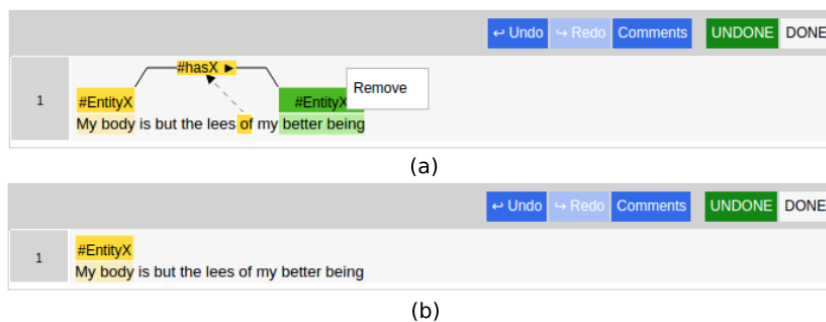 ↩ Undo ↪ Redo Comments UNDONE DONE
#hasX ►
#EntityX #EntityX Remove
1
My body is but the lees of my better being
(a)
↩ Undo ↪ Redo Comments UNDONE DONE
#EntityX
1
My body is but the lees of my better being
(b)